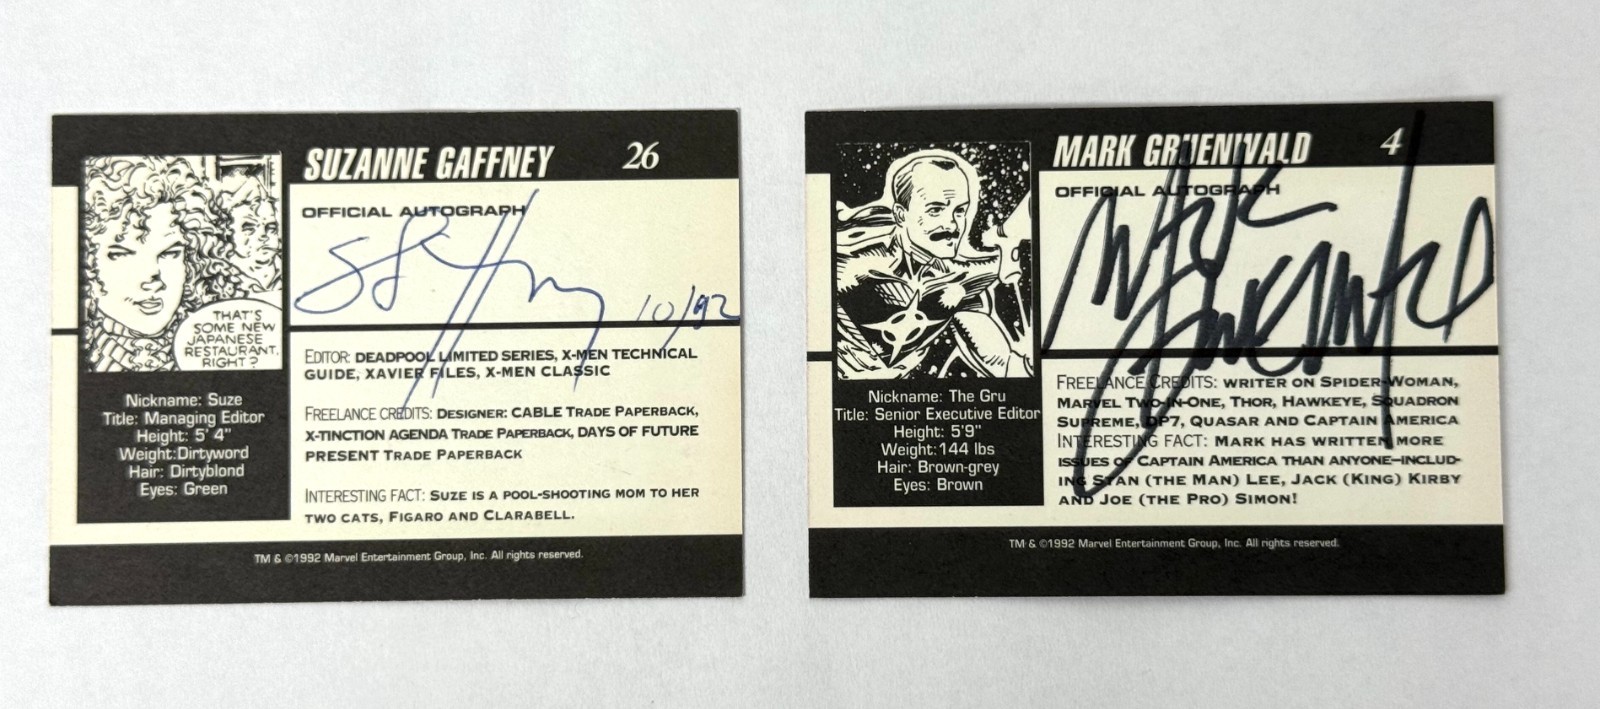 SUZANNE GAFFNEY 26
OFFICIAL AUTOGRAPH
10/92
THAT'S
SOME NEW
JAPANESE
RESTAURANT.
RIGHT?
Nickname: Suze
Title: Managing Editor
Height: 5' 4"
Weight:Dirtyword
Hair: Dirtyblond
Eyes: Green
EDITOR: DEADPOOL LIMITED SERIES, X-MEN TECHNICAL
GUIDE, XAVIER FILES, X-MEN CLASSIC
FREELANCE CREDITS: DESIGNER: CABLE TRADE PAPERBACK,
X-TINCTION AGENDA TRADE PAPERBACK, DAYS OF FUTURE
PRESENT TRADE PAPERBACK
INTERESTING FACT: SUZE IS A POOL-SHOOTING MOM TO HER
TWO CATS, FIGARO AND CLARABELL.
TM & ©1992 Marvel Entertainment Group, Inc. All rights reserved.
MARK GRUENWALD 4
OFFICIAL AUTOGRAPH
Mark
Gruenwald
Nickname: The Gru
Title: Senior Executive Editor
Height: 5'9"
Weight:144 lbs
Hair: Brown-grey
Eyes: Brown
FREELANCE CREDITS: WRITER ON SPIDER-WOMAN,
MARVEL TWO-IN-ONE, THOR, HAWKEYE, SQUADRON
SUPREME, DP7, QUASAR AND CAPTAIN AMERICA
INTERESTING FACT: MARK HAS WRITTEN MORE
ISSUES OF CAPTAIN AMERICA THAN ANYONE—INCLUD-
ING STAN (THE MAN) LEE, JACK (KING) KIRBY
AND JOE (THE PRO) SIMON!
TM & ©1992 Marvel Entertainment Group, Inc. All rights reserved.